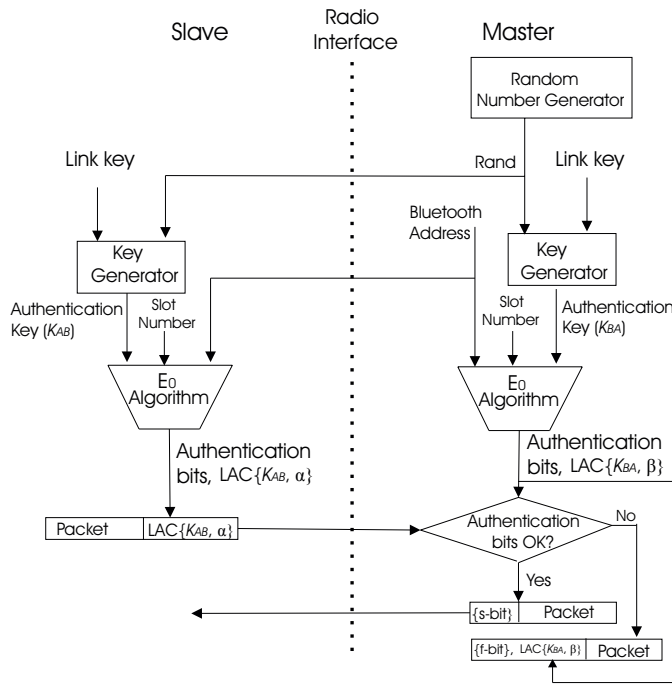 Slave
Radio
Interface
Master
Random
Number Generator
Rand
Link key
Link key
Bluetooth
Address
Key
Generator
Key
Generator
Authentication
Key (KAB)
Slot
Number
Slot
Number
Authentication
Key (KBA)
E0
Algorithm
E0
Algorithm
Authentication
bits, LAC{KAB, α}
Authentication
bits, LAC{KBA, β}
Packet
LAC{KAB, α}
Authentication
bits OK?
No
Yes
{s-bit}
Packet
{f-bit}, LAC{KBA, β}
Packet